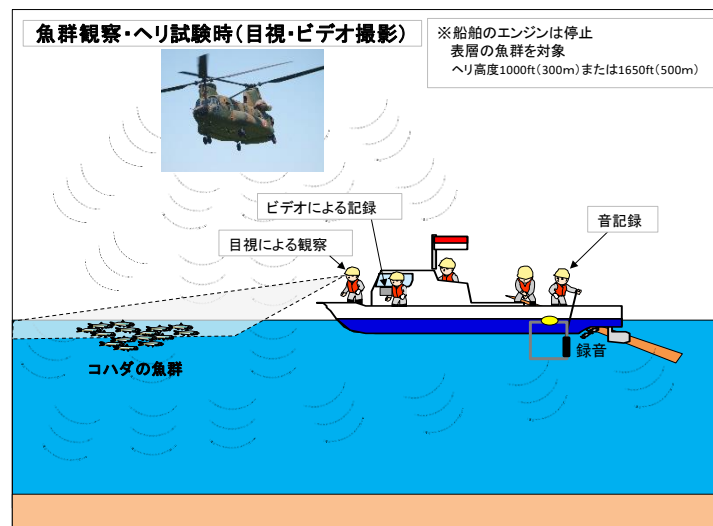 魚群観察・ヘリ試験時(目視・ビデオ撮影)
※船舶のエンジンは停止
表層の魚群を対象
ヘリ高度1000ft(300m)または1650ft(500m)
ビデオによる記録
目視による観察
音記録
録音
コハダの魚群